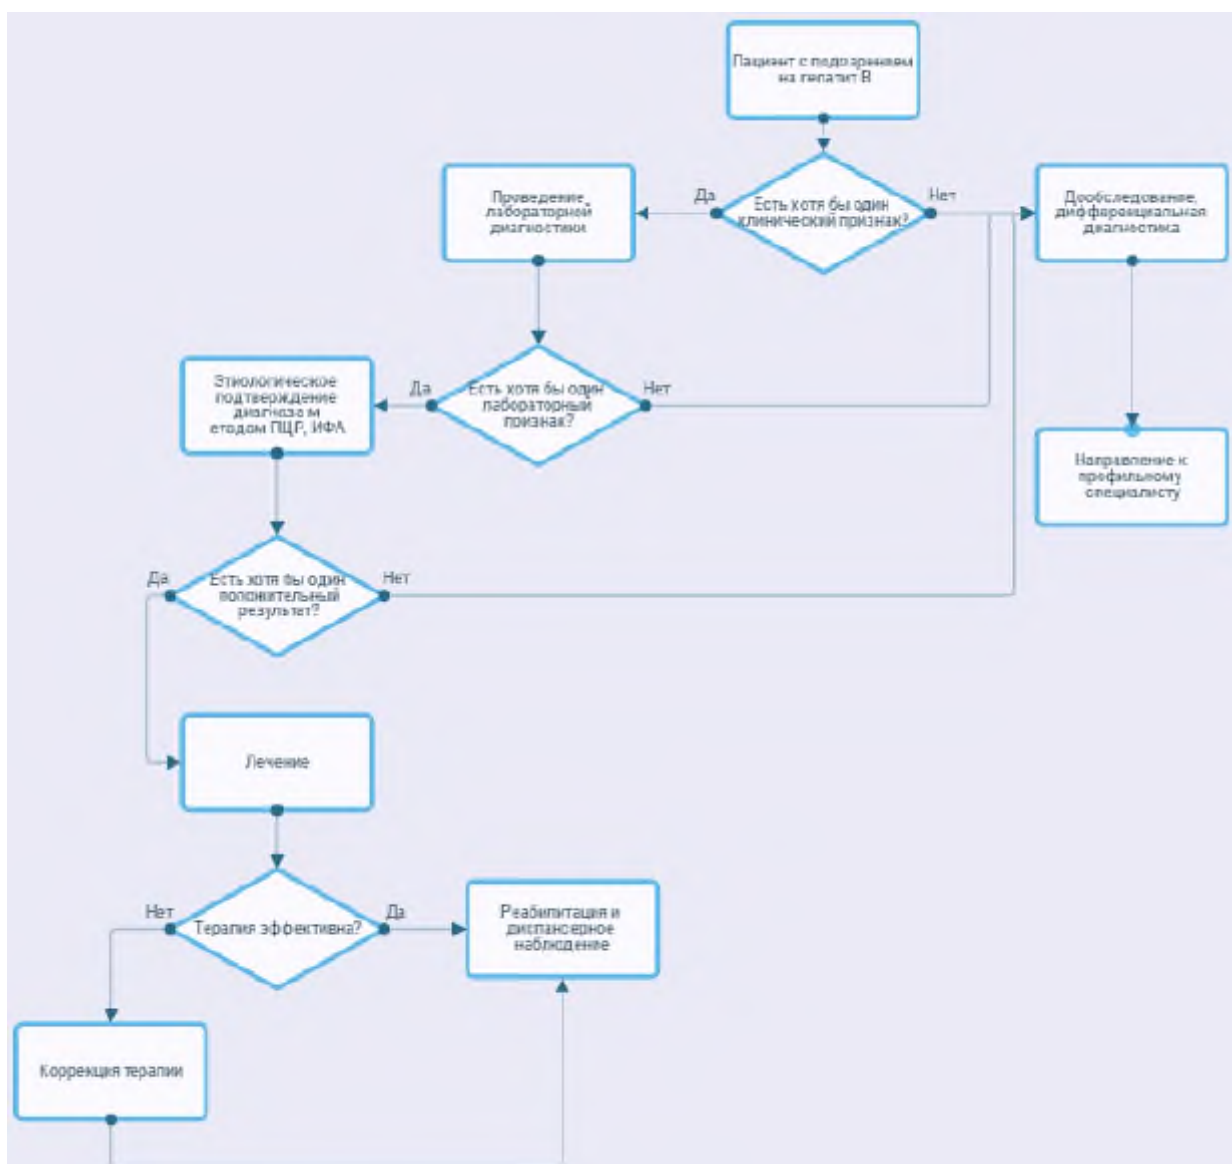 Пациент с подозрением
на гепатит В
Да
Есть хотя бы один
клинический признак?
Нет
Проведение
лабораторной
диагностики
Дообследование,
дифференциальная
диагностика
Этиологическое
подтверждение
диагноза м
етодом ПЦР, ИФА
Да
Есть хотя бы один
лабораторный
признак?
Нет
Направление к
профильному
специалисту
Да
Есть хотя бы один
положительный
результат?
Нет
Лечение
Нет
Терапия эффективна?
Да
Реабилитация и
диспансерное
наблюдение
Коррекция терапии